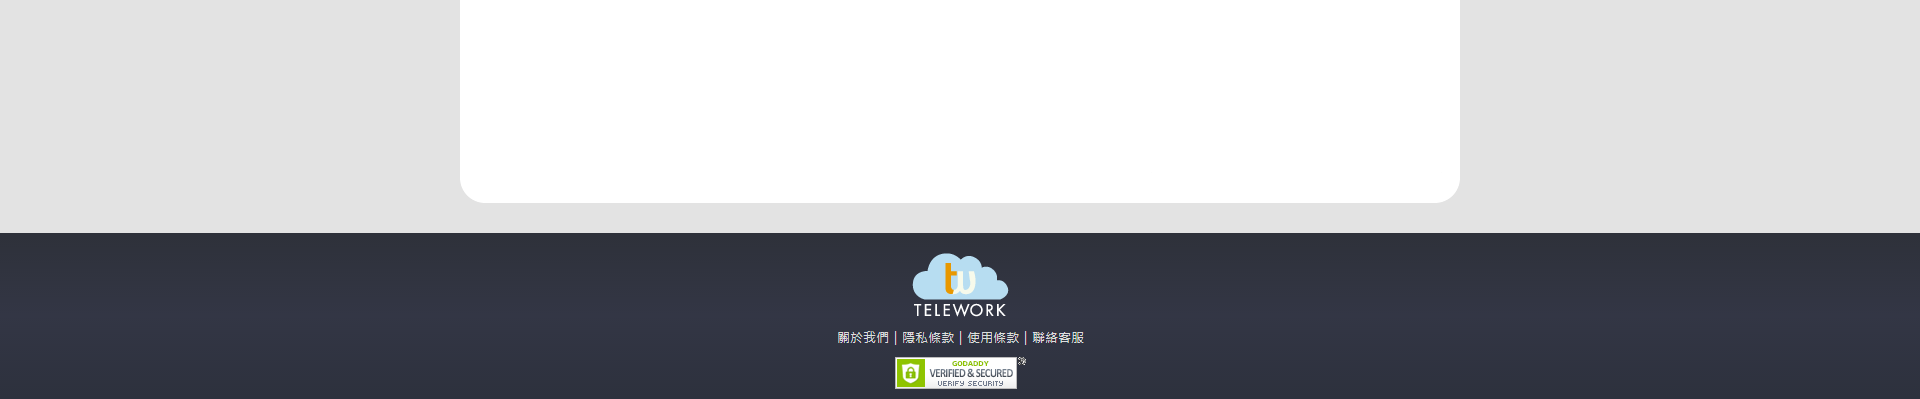 tw
TELEWORK
關於我們 | 隱私條款 | 使用條款 | 聯絡客服
GODADDY
VERIFIED & SECURED
VERIFY SECURITY